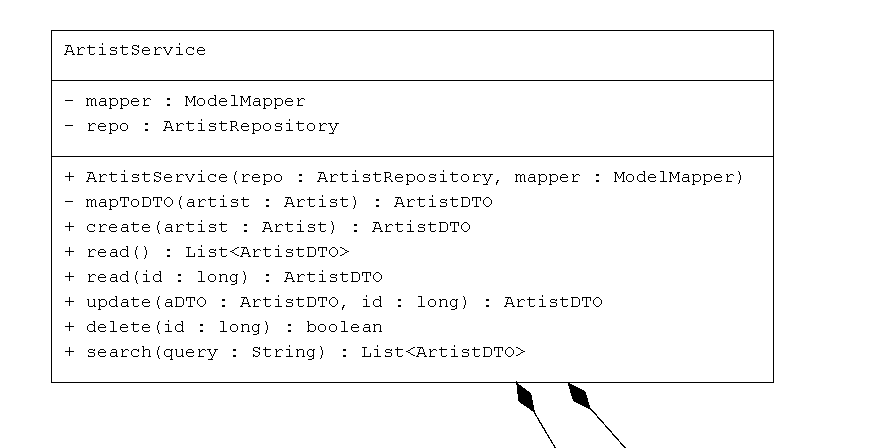 ArtistService
- mapper : ModelMapper
- repo : ArtistRepository
+ ArtistService(repo : ArtistRepository, mapper : ModelMapper)
- mapToDTO(artist : Artist) : ArtistDTO
+ create(artist : Artist) : ArtistDTO
+ read() : List<ArtistDTO>
+ read(id : long) : ArtistDTO
+ update(aDTO : ArtistDTO, id : long) : ArtistDTO
+ delete(id : long) : boolean
+ search(query : String) : List<ArtistDTO>